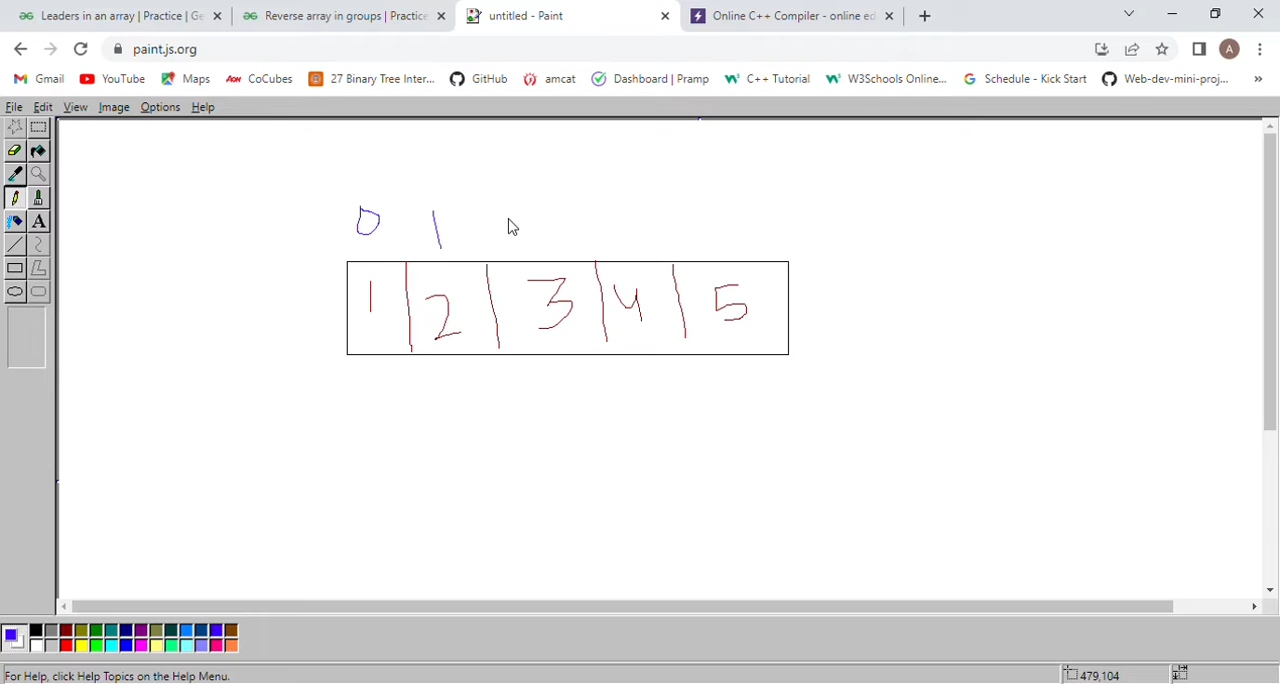 Leaders in an array | Practice | Ge
Reverse array in groups | Practice
untitled - Paint
Online C++ Compiler - online ed
paint.js.org
A
Gmail
YouTube
Maps
CoCubes
27 Binary Tree Inter...
GitHub
amcat
Dashboard | Pramp
C++ Tutorial
W3Schools Online...
Schedule - Kick Start
Web-dev-mini-proj...
»
File Edit View Image Options Help
A
0 1
1 2 3 4 5
For Help, click Help Topics on the Help Menu.
479,104